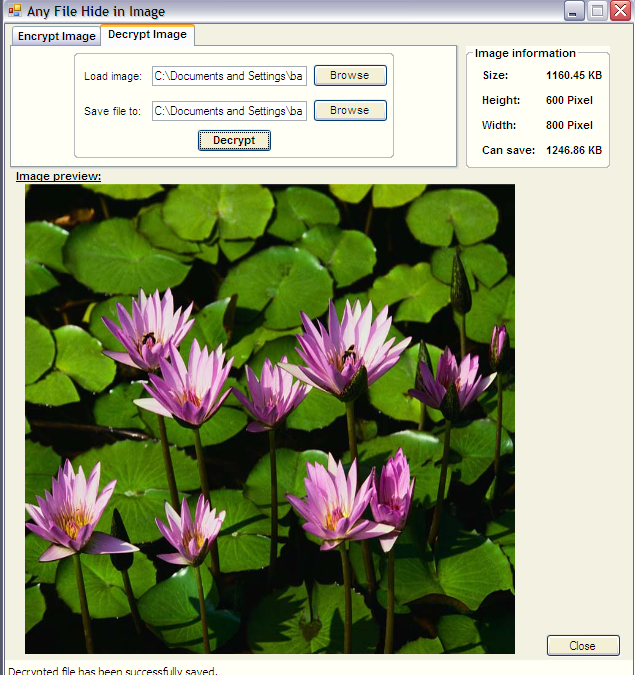 Any File Hide in Image
Encrypt Image
Decrypt Image
Load image: C:\Documents and Settings\ba Browse
Save file to: C:\Documents and Settings\ba Browse
Decrypt
Image information
Size: 1160.45 KB
Height: 600 Pixel
Width: 800 Pixel
Can save: 1246.86 KB
Image preview:
Close
Decrypted file has been successfully saved.